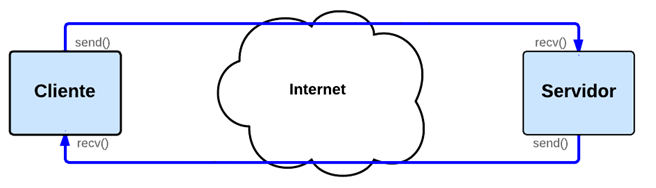 send()
recv()
Cliente
Internet
Servidor
recv()
send()